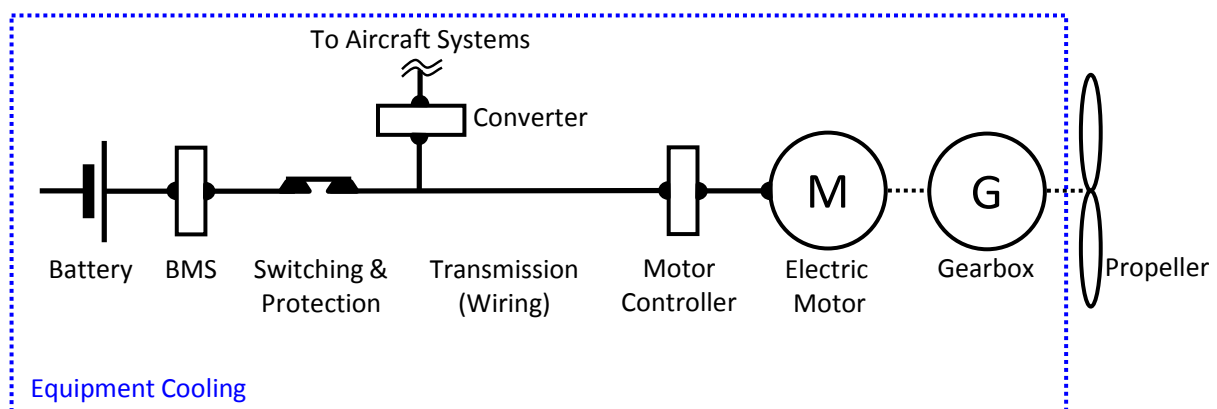 To Aircraft Systems
Converter
M
G
Battery
BMS
Switching &
Protection
Transmission
(Wiring)
Motor
Controller
Electric
Motor
Gearbox
Propeller
Equipment Cooling